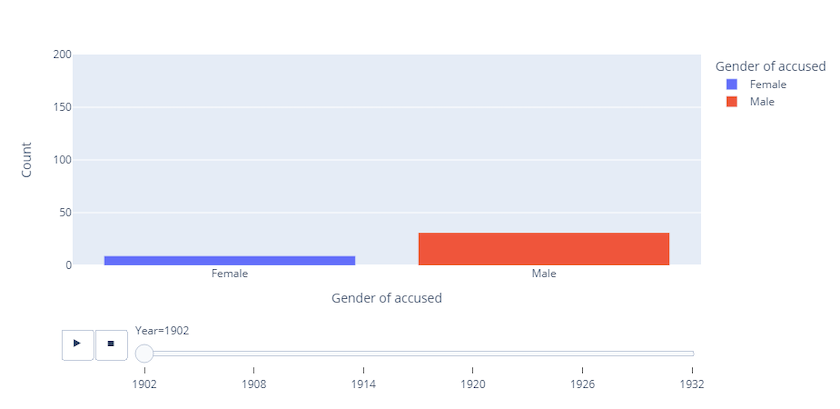 200
150
100
50
0
Count
Female
Male
Gender of accused
Gender of accused
Female
Male
Year=1902
1902
1908
1914
1920
1926
1932